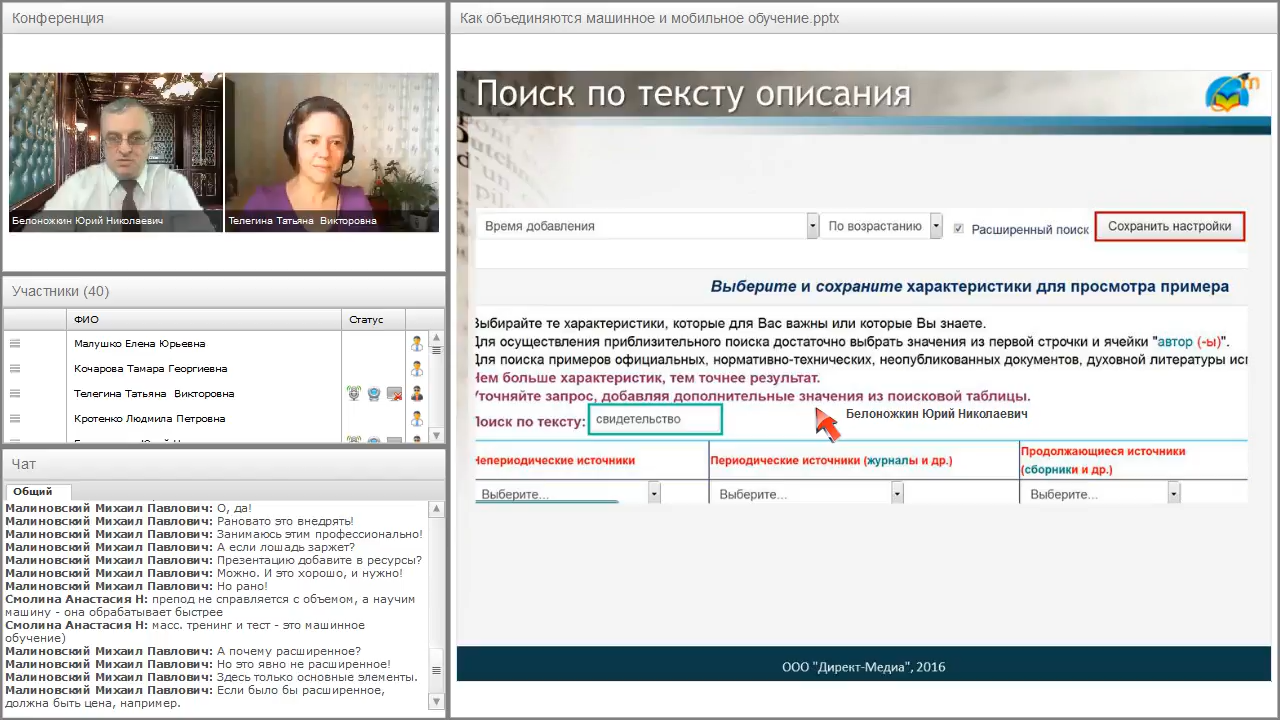 Конференция
Белоножкин Юрий Николаевич
Телегина Татьяна Викторовна
Участники (40)
ФИО
Статус
Малушко Елена Юрьевна
Кочарова Тамара Георгиевна
Телегина Татьяна Викторовна
Кротенко Людмила Петровна
Чат
Общий
Малиновский Михаил Павлович: О, да!
Малиновский Михаил Павлович: Рановато это внедрять!
Малиновский Михаил Павлович: Занимаюсь этим профессионально!
Малиновский Михаил Павлович: А если лошадь заржет?
Малиновский Михаил Павлович: Презентацию добавите в ресурсы?
Малиновский Михаил Павлович: Можно. И это хорошо, и нужно!
Малиновский Михаил Павлович: Но рано!
Смолина Анастасия Н: препод не справляется с объемом, а научим
машину - она обрабатывает быстрее
Смолина Анастасия Н: масс. тренинг и тест - это машинное
обучение)
Малиновский Михаил Павлович: А почему расширенное?
Малиновский Михаил Павлович: Но это явно не расширенное!
Малиновский Михаил Павлович: Здесь только основные элементы.
Малиновский Михаил Павлович: Если было бы расширенное,
должна быть цена, например.
Как объединяются машинное и мобильное обучение.pptx
Поиск по тексту описания
Время добавления
По возрастанию
Расширенный поиск
Сохранить настройки
Выберите и сохраните характеристики для просмотра примера
Выбирайте те характеристики, которые для Вас важны или которые Вы знаете.
Для осуществления приблизительного поиска достаточно выбрать значения из первой строчки и ячейки "автор (-ы)".
Для поиска примеров официальных, нормативно-технических, неопубликованных документов, духовной литературы
Чем больше характеристик, тем точнее результат.
Уточняйте запрос, добавляя дополнительные значения из поисковой таблицы.
Поиск по тексту: свидетельство
Белоножкин Юрий Николаевич
Непериодические источники
Периодические источники (журналы и др.)
Продолжающиеся источники
(сборники и др.)
Выберите...
Выберите...
Выберите...
ООО "Директ-Медиа", 2016